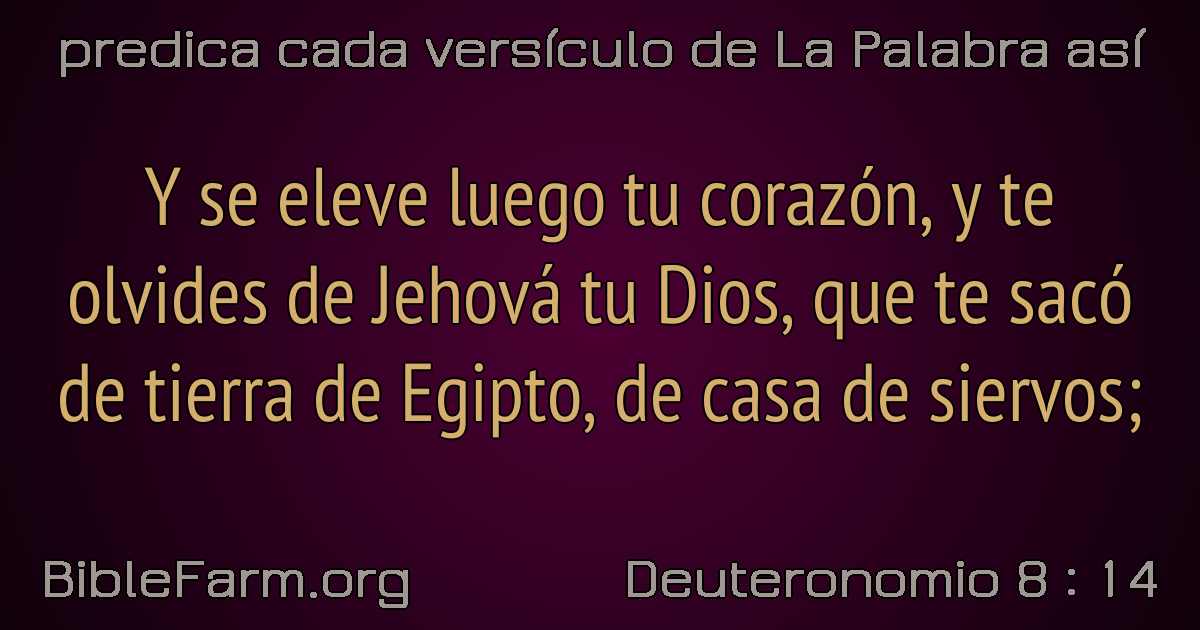 predica cada versículo de La Palabra así
Y se eleve luego tu corazón, y te
olvides de Jehová tu Dios, que te sacó
de tierra de Egipto, de casa de siervos;
BibleFarm.org
Deuteronomio 8 : 14